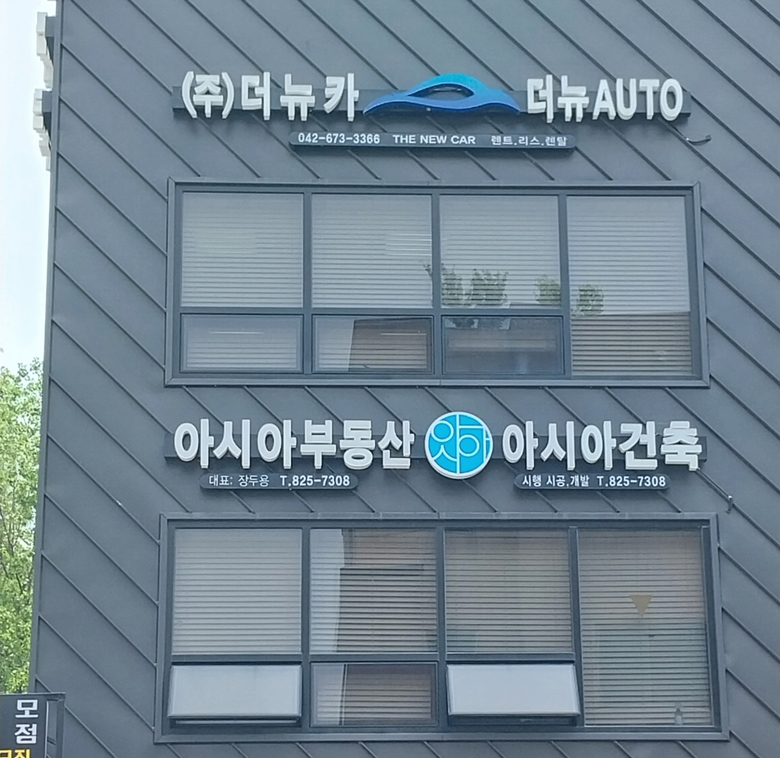 (주)더뉴카 더뉴AUTO
042-673-3366 THE NEW CAR 렌트.리스.렌탈
아시아부동산 아시아건축
대표: 장두용 T.825-7308 시행 시공.개발 T.825-7308
모
점